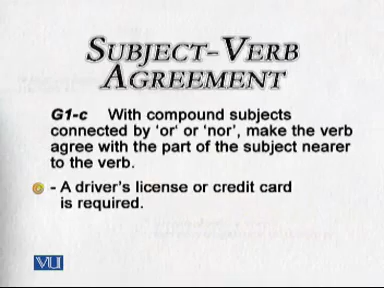 SUBJECT-VERB
AGREEMENT
G1-c With compound subjects
connected by ‘or‘ or ‘nor’, make the verb
agree with the part of the subject nearer
to the verb.
- A driver’s license or credit card
is required.
VU